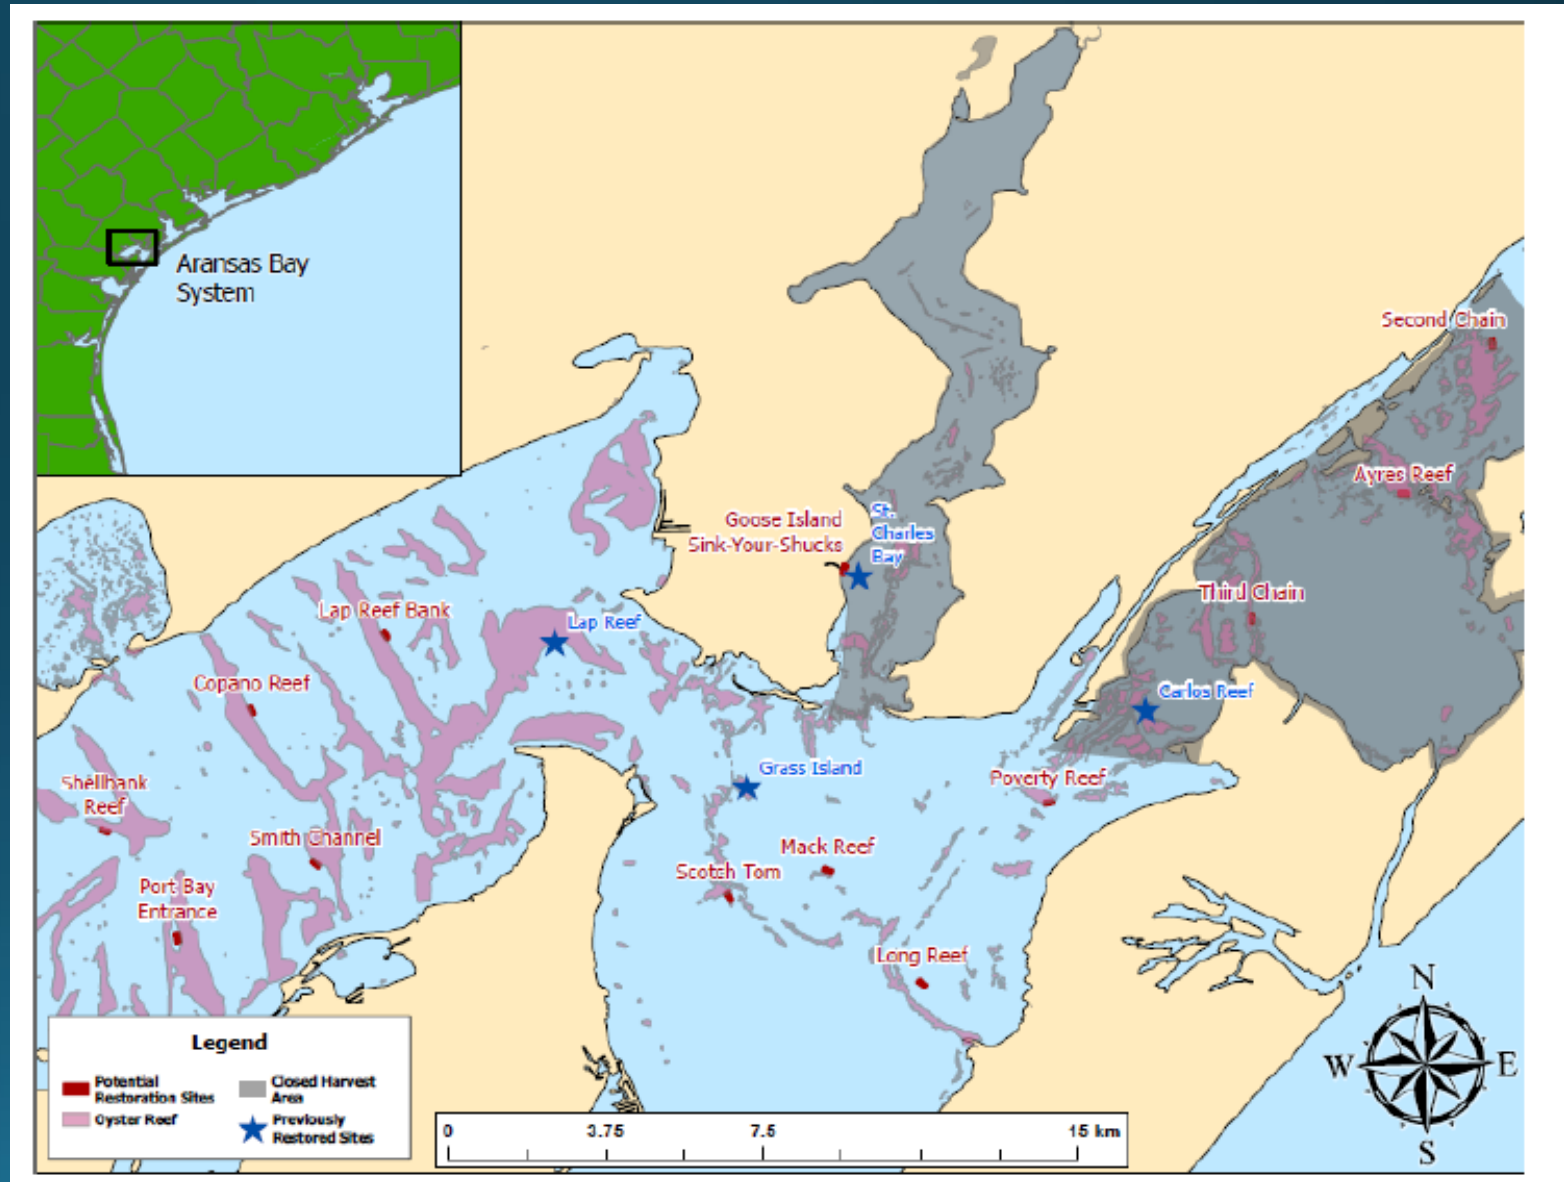 Aransas Bay
System
Second Chain
Ayres Reef
Goose Island
Sink-Your-Shucks
St.
Charles
Bay
Third Chain
Lap Reef Bank
Lap Reef
Copano Reef
Carlos Reef
Grass Island
Poverty Reef
Shellbank
Reef
Smith Channel
Mack Reef
Scotch Tom
Port Bay
Entrance
Long Reef
N
W
E
S
Legend
Potential
Restoration Sites
Oyster Reef
Closed Harvest
Area
Previously
Restored Sites
0 3.75 7.5 15 km